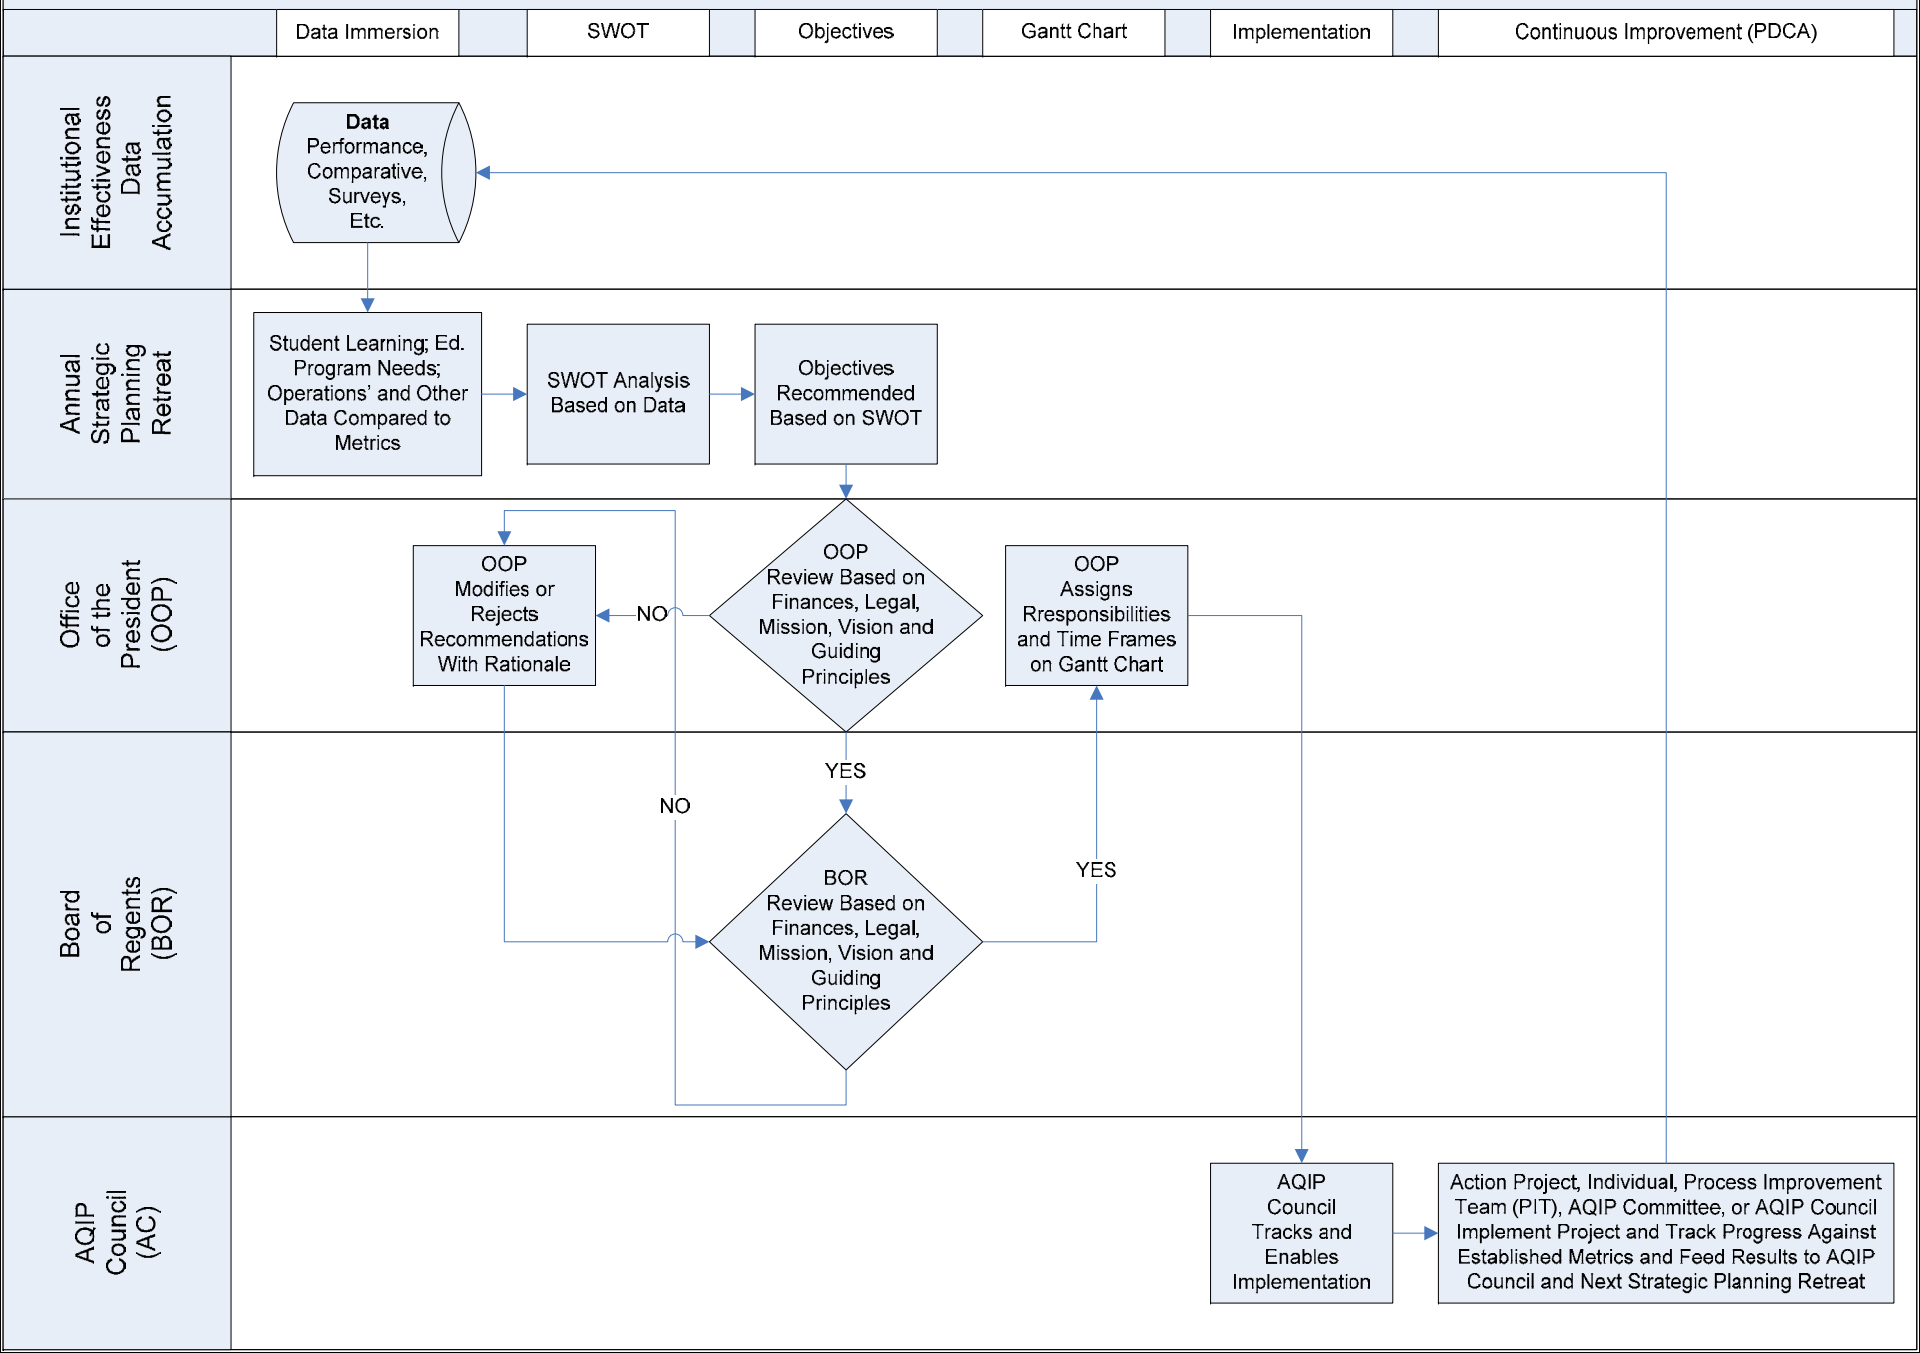 Data Immersion
SWOT
Objectives
Gantt Chart
Implementation
Continuous Improvement (PDCA)
Institutional
Effectiveness
Data
Accumulation
Data
Performance,
Comparative,
Surveys,
Etc.
Annual
Strategic
Planning
Retreat
Student Learning; Ed.
Program Needs;
Operations' and Other
Data Compared to
Metrics
SWOT Analysis
Based on Data
Objectives
Recommended
Based on SWOT
Office
of the
President
(OOP)
OOP
Modifies or
Rejects
Recommendations
With Rationale
NO
OOP
Review Based on
Finances, Legal,
Mission, Vision and
Guiding
Principles
OOP
Assigns
Rresponsibilities
and Time Frames
on Gantt Chart
Board
of
Regents
(BOR)
YES
NO
BOR
Review Based on
Finances, Legal,
Mission, Vision and
Guiding
Principles
YES
AQIP
Council
(AC)
AQIP
Council
Tracks and
Enables
Implementation
Action Project, Individual, Process Improvement
Team (PIT), AQIP Committee, or AQIP Council
Implement Project and Track Progress Against
Established Metrics and Feed Results to AQIP
Council and Next Strategic Planning Retreat